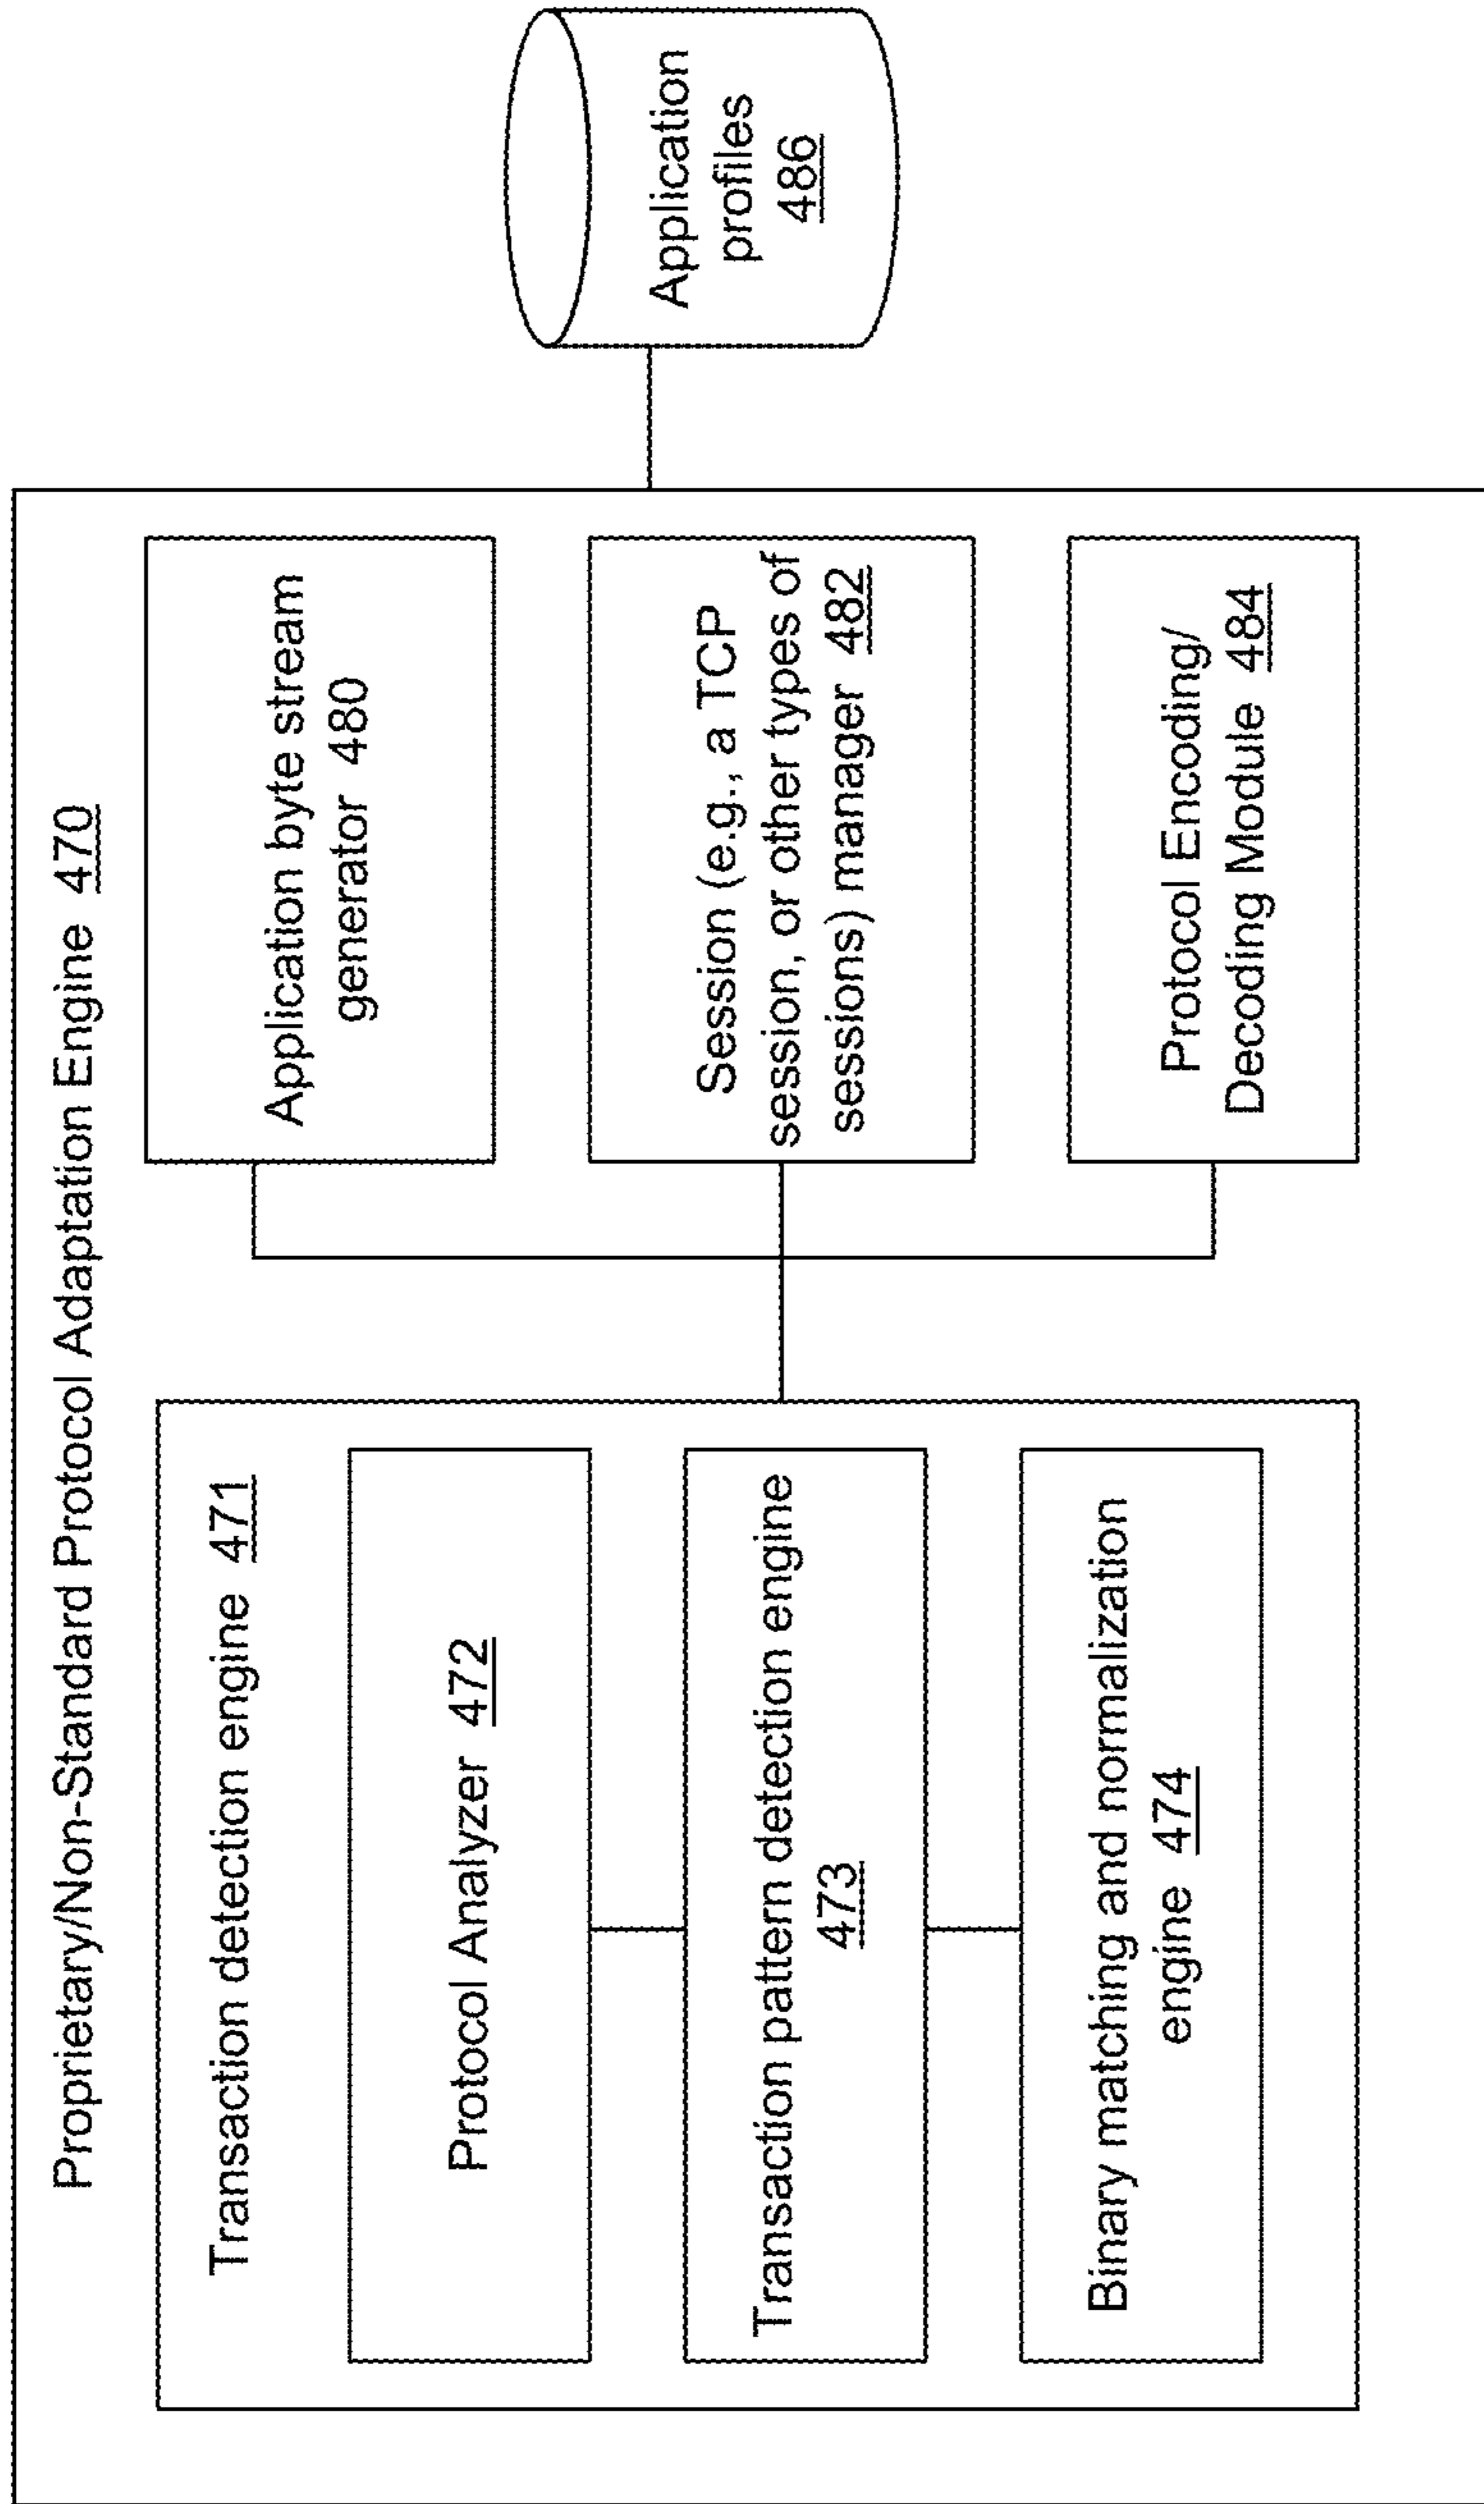 Proprietary/Non-Standard Protocol Adaptation Engine 470
Transaction detection engine 471
Protocol Analyzer 472
Transaction pattern detection engine
473
Binary matching and normalization
engine 474
Application byte stream
generator 480
Session (e.g., a TCP
session, or other types of
sessions) manager 482
Protocol Encoding/
Decoding Module 484
Application
profiles
486